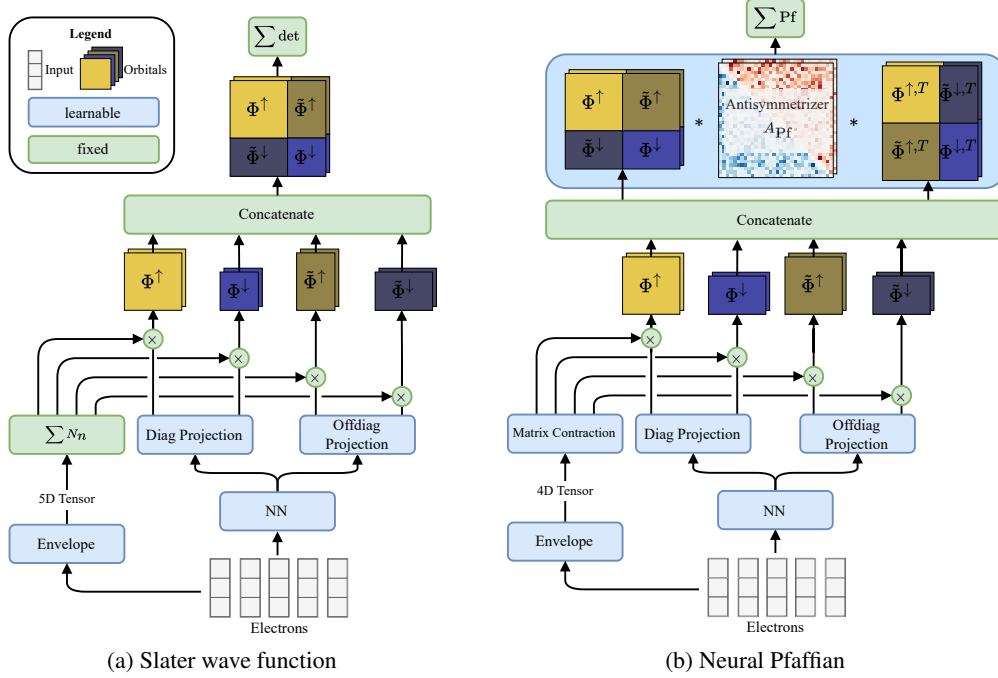 Legend
Input
Orbitals
learnable
fixed
∑ det
Φ↑ Φ̃↑
Φ̃↓ Φ↓
Concatenate
Φ↑ Φ↓ Φ̃↑ Φ̃↓
×
×
×
×
∑ Nn
Diag Projection
Offdiag
Projection
5D Tensor
NN
Envelope
Electrons
(a) Slater wave function
∑ Pf
Φ↑ Φ̃↑
Φ̃↓ Φ↓
*
Antisymmetrizer
APf
*
Φ↑,T Φ̃↓,T
Φ̃↑,T Φ↓,T
Concatenate
Φ↑ Φ↓ Φ̃↑ Φ̃↓
×
×
×
×
Matrix Contraction
Diag Projection
Offdiag
Projection
4D Tensor
NN
Envelope
Electrons
(b) Neural Pfaffian